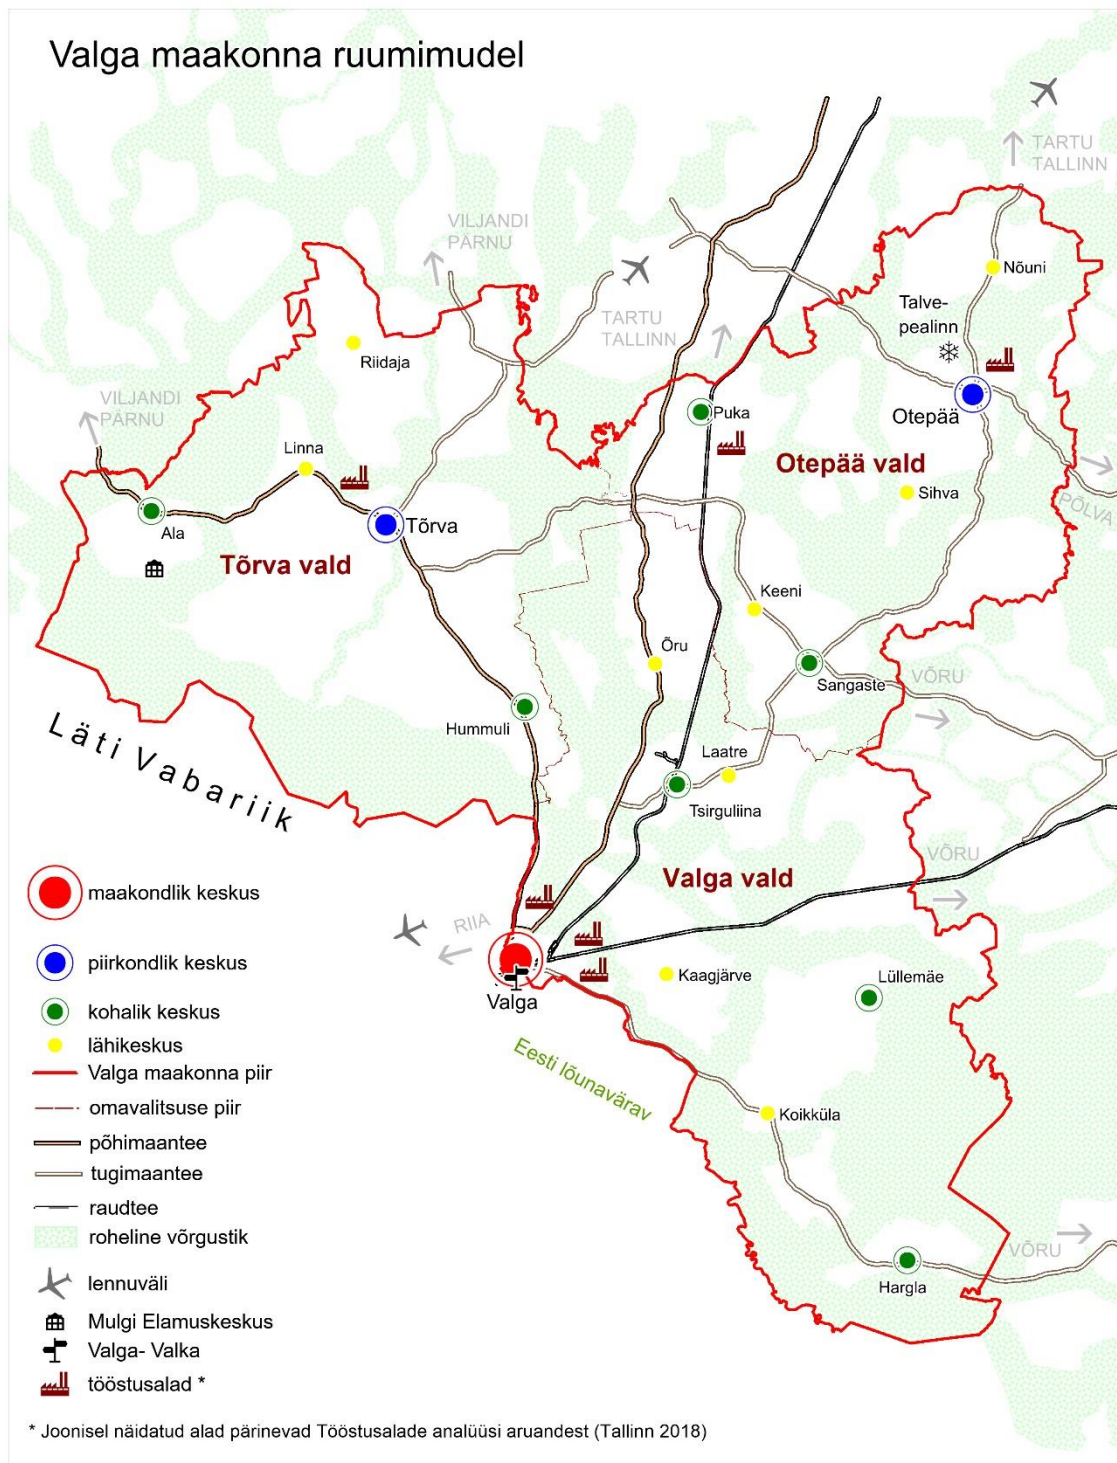 Valga maakonna ruumimudel
TARTU
TALLINN
VILJANDI
PÄRNU
Nõuni
Talve-
pealinn
TARTU
TALLINN
Riidaja
VILJANDI
PÄRNU
Puka
Otepää
Linna
Otepää vald
Sihva
PÕLVA
Ala
Tõrva
Tõrva vald
Keeni
Õru
Sangaste
VÕRU
Hummuli
Laatre
Läti Vabariik
Tsirguliina
VÕRU
Valga vald
RIIA
Kaagjärve
Lüllemäe
Valga
Eesti lõunavärav
Koikküla
VÕRU
Hargla
maakondlik keskus
piirkondlik keskus
kohalik keskus
lähikeskus
Valga maakonna piir
omavalitsuse piir
põhimaantee
tugimaantee
raudtee
roheline võrgustik
lennuväli
Mulgi Elamuskeskus
Valga- Valka
tööstusalad *
* Joonisel näidatud alad pärinevad Tööstusalade analüüsi aruandest (Tallinn 2018)